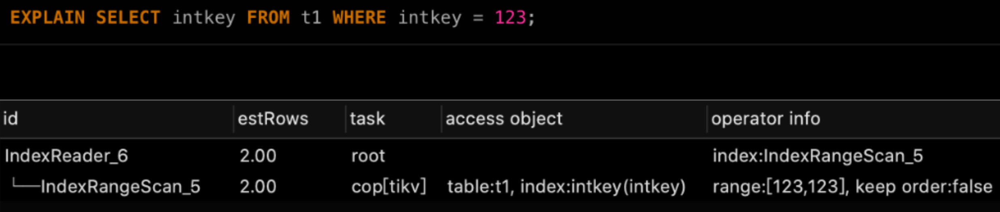 EXPLAIN SELECT intkey FROM t1 WHERE intkey = 123;
id estRows task access object operator info
IndexReader_6 2.00 root index:IndexRangeScan_5
└──IndexRangeScan_5 2.00 cop[tikv] table:t1, index:intkey(intkey) range:[123,123], keep order:false